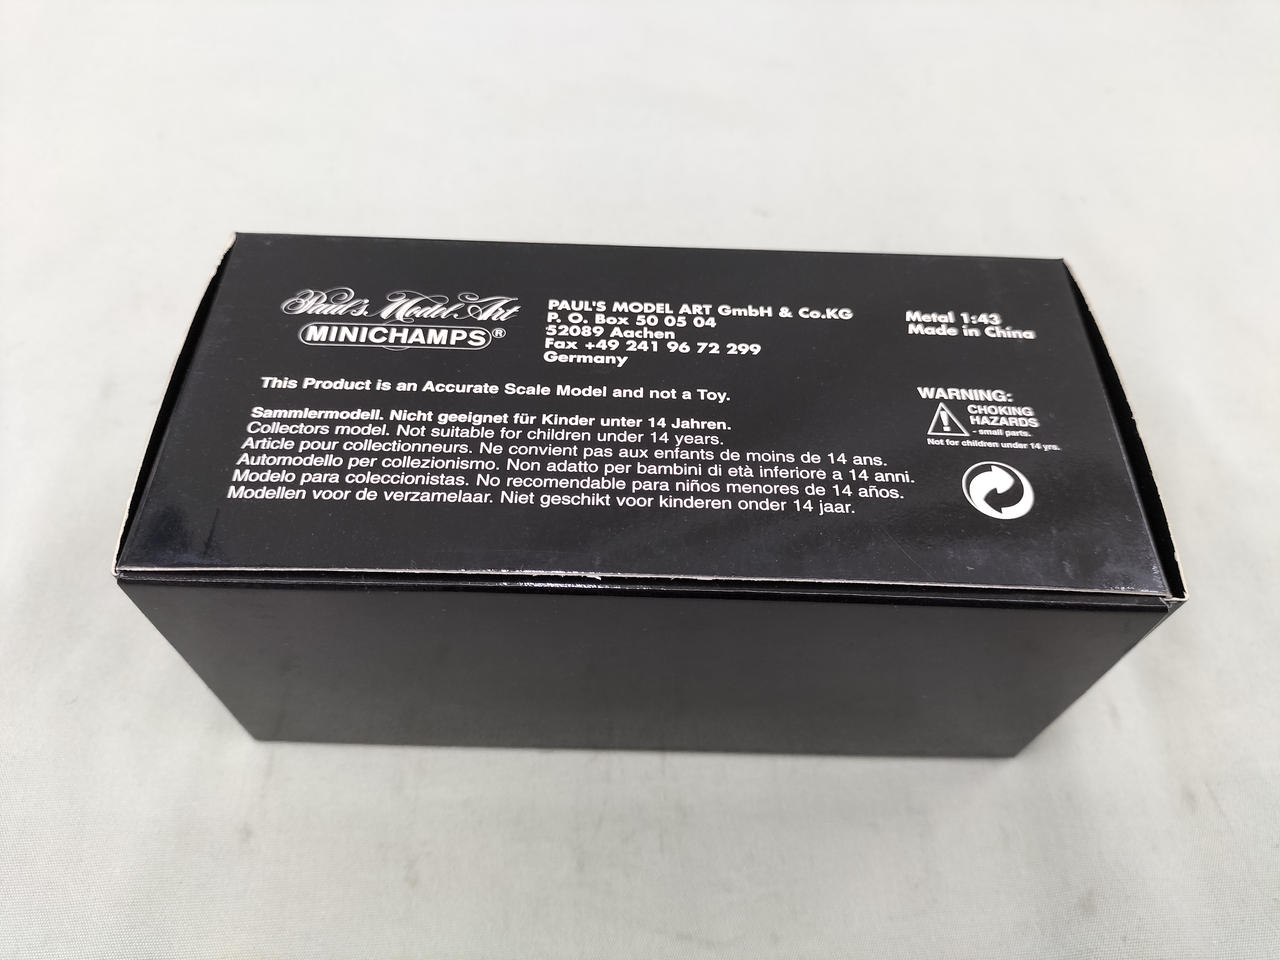 Paul's Model Art
MINICHAMPS®
PAUL'S MODEL ART GmbH & Co.KG
P. O. Box 50 05 04
52089 Aachen
Fax +49 241 96 72 299
Germany
Metal 1:43
Made in China
This Product is an Accurate Scale Model and not a Toy.
Sammlermodell. Nicht geeignet für Kinder unter 14 Jahren.
Collectors model. Not suitable for children under 14 years.
Article pour collectionneurs. Ne convient pas aux enfants de moins de 14 ans.
Automodello per collezionismo. Non adatto per bambini di età inferiore a 14 anni.
Modelo para coleccionistas. No recomendable para niños menores de 14 años.
Modellen voor de verzamelaar. Niet geschikt voor kinderen onder 14 jaar.
WARNING:
CHOKING
HAZARDS
- small parts.
Not for children under 14 yrs.